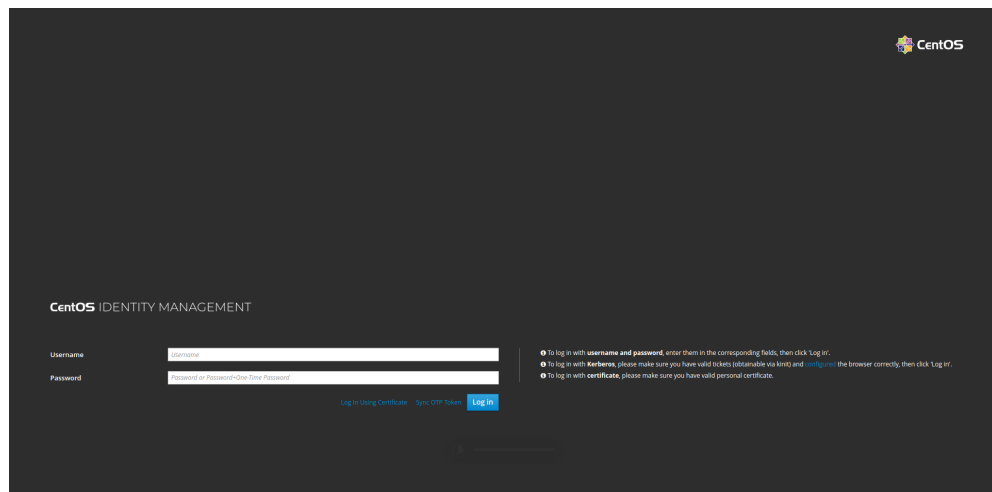 CentOS
CentOS IDENTITY MANAGEMENT
Username
Username
Password
Password or Password+One-Time Password
Log In Using Certificate Sync OTP Token Log in
To log in with username and password, enter them in the corresponding fields, then click 'Log in'.
To log in with Kerberos, please make sure you have valid tickets (obtainable via kinit) and configured the browser correctly, then click 'Log in'.
To log in with certificate, please make sure you have valid personal certificate.